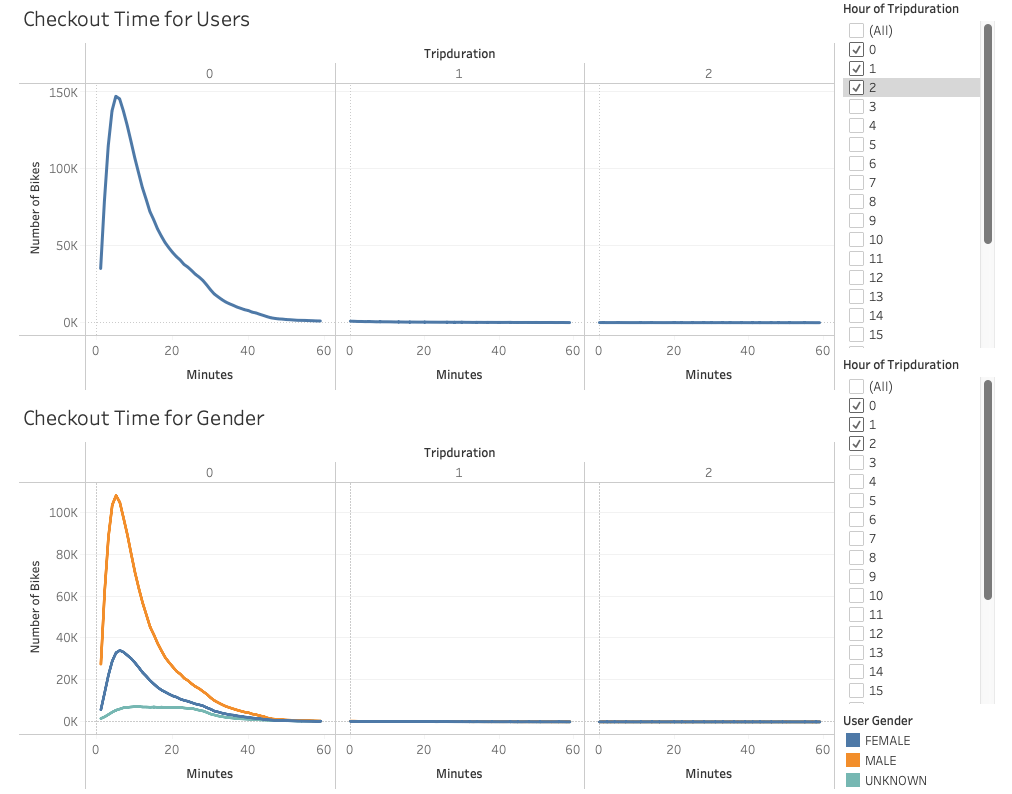 Checkout Time for Users
Tripduration
0 1 2
150K
100K
50K
0K
Number of Bikes
0 20 40 60 0 20 40 60 0 20 40 60
Minutes Minutes Minutes
Hour of Tripduration
(All)
0
1
2
3
4
5
6
7
8
9
10
11
12
13
14
15
Checkout Time for Gender
Tripduration
0 1 2
100K
80K
60K
40K
20K
0K
Number of Bikes
0 20 40 60 0 20 40 60 0 20 40 60
Minutes Minutes Minutes
Hour of Tripduration
(All)
0
1
2
3
4
5
6
7
8
9
10
11
12
13
14
15
User Gender
FEMALE
MALE
UNKNOWN